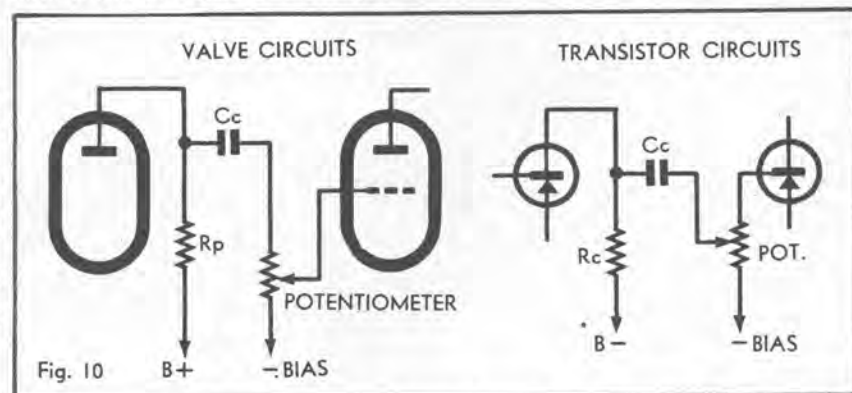 VALVE CIRCUITS
TRANSISTOR CIRCUITS
Cc
Cc
Rp
Rc
POT.
POTENTIOMETER
Fig. 10
B+
-BIAS
B-
-BIAS